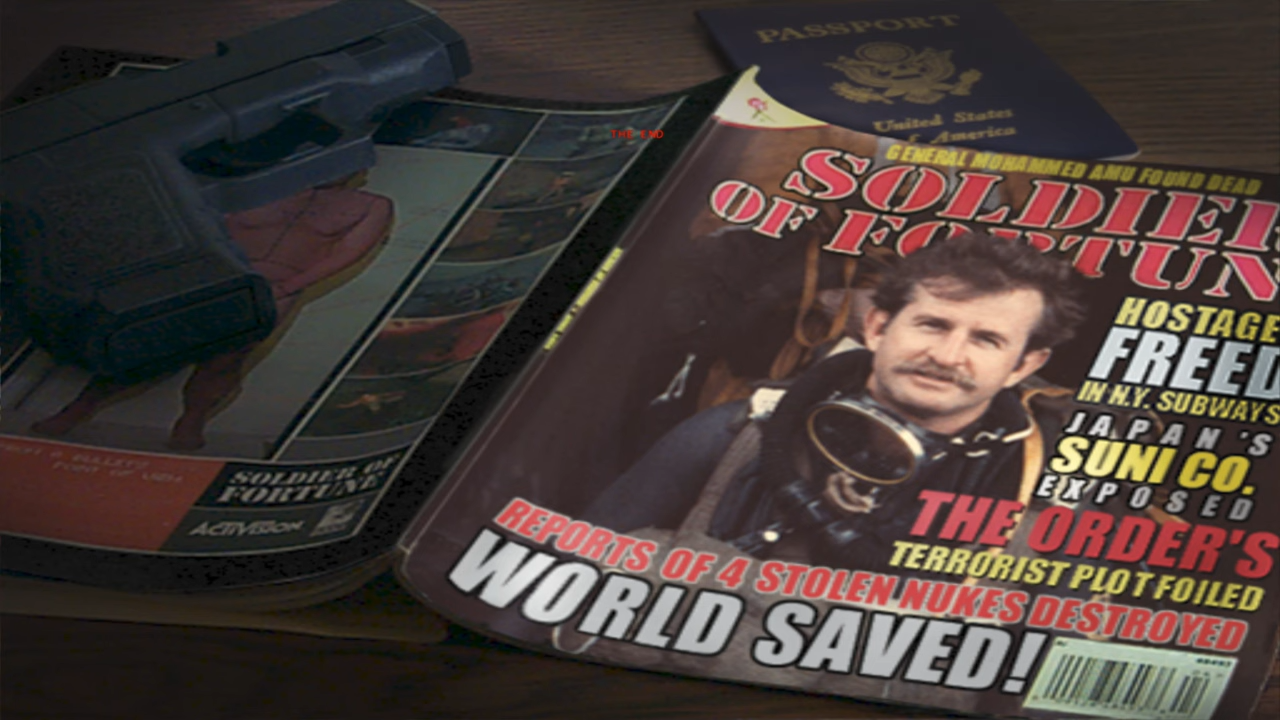 PASSPORT
United States
of America
THE END
GENERAL MOHAMMED AMU FOUND DEAD
SOLDIER
OF FORTUN
HOSTAGE
FREED
IN N.Y. SUBWAYS
JAPAN'S
SUNI CO.
EXPOSED
THE ORDER'S
TERRORIST PLOT FOILED
REPORTS OF 4 STOLEN NUKES DESTROYED
WORLD SAVED!
SOLDIER OF
FORTUNE
ACTIVISION